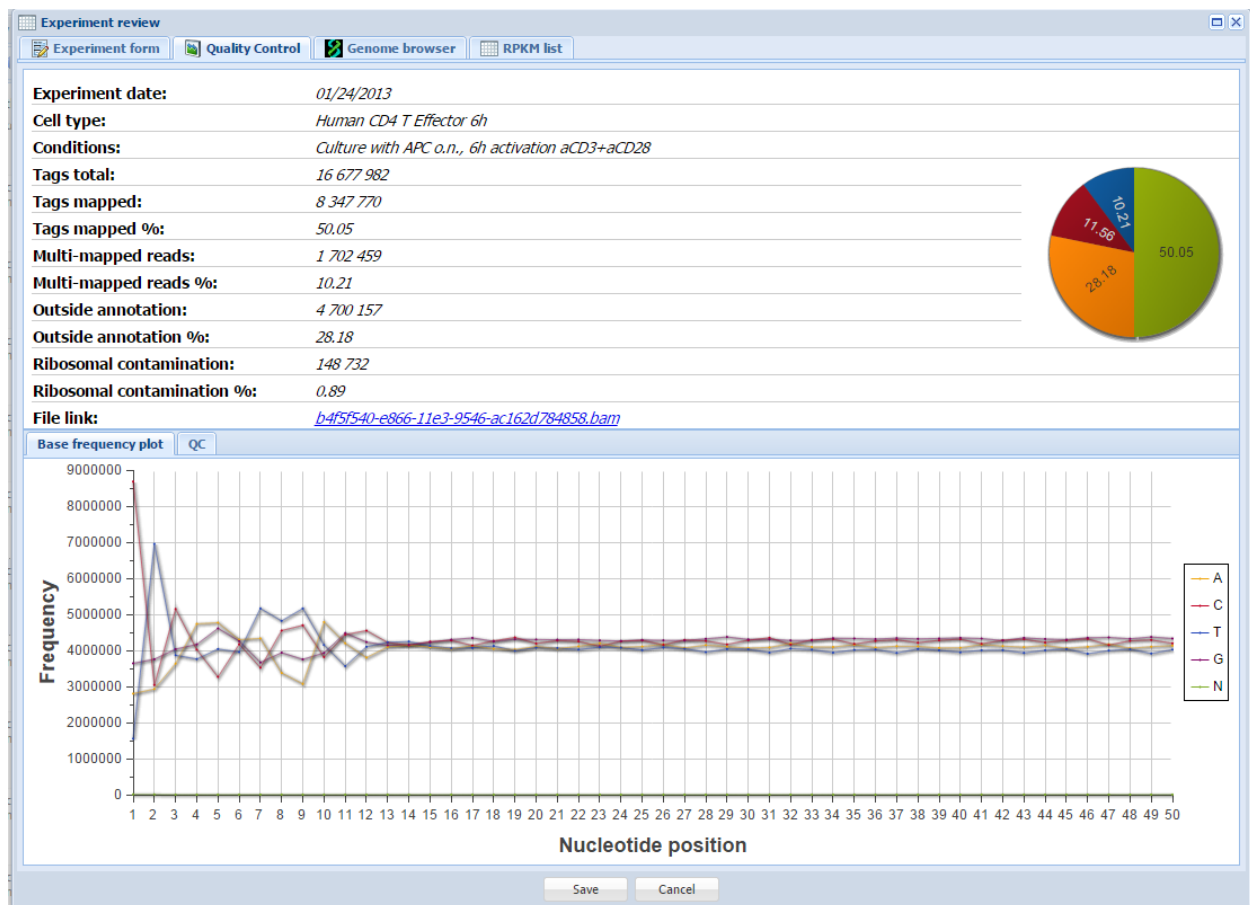 Experiment review
Experiment form Quality Control Genome browser RPKM list
Experiment date: 01/24/2013
Cell type: Human CD4 T Effector 6h
Conditions: Culture with APC o.n., 6h activation aCD3+aCD28
Tags total: 16 677 982
Tags mapped: 8 347 770
Tags mapped %: 50.05
Multi-mapped reads: 1 702 459
Multi-mapped reads %: 10.21
Outside annotation: 4 700 157
Outside annotation %: 28.18
Ribosomal contamination: 148 732
Ribosomal contamination %: 0.89
File link: b4f5f540-e866-11e3-9546-ac162d784858.bam
10.21
11.56
50.05
28.18
Base frequency plot QC
9000000
8000000
7000000
6000000
5000000
4000000
3000000
2000000
1000000
0
Frequency
A
C
T
G
N
1 2 3 4 5 6 7 8 9 10 11 12 13 14 15 16 17 18 19 20 21 22 23 24 25 26 27 28 29 30 31 32 33 34 35 36 37 38 39 40 41 42 43 44 45 46 47 48 49 50
Nucleotide position
Save Cancel